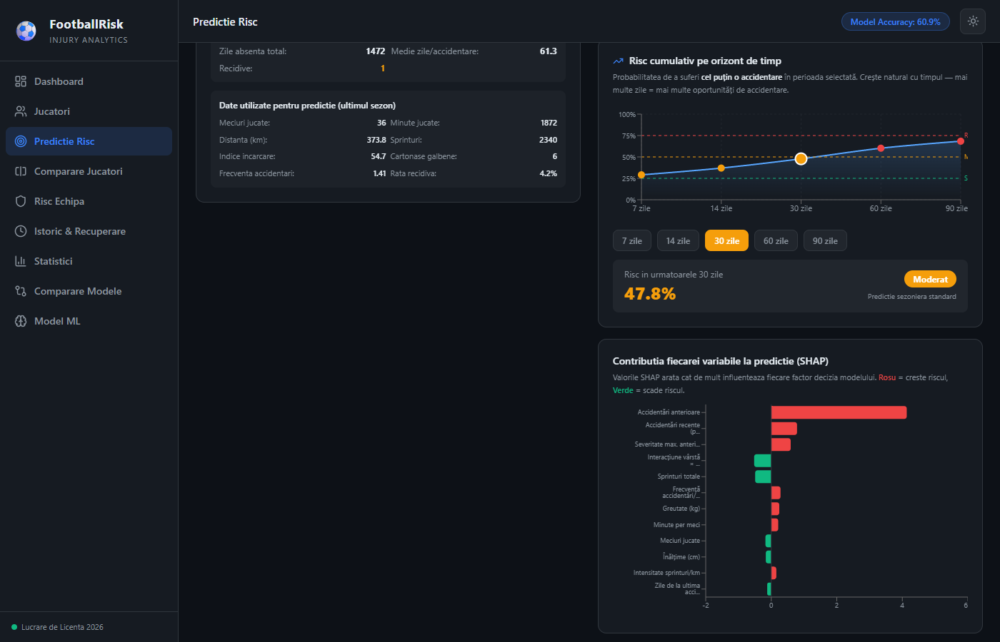 FootballRisk
INJURY ANALYTICS
Dashboard
Jucatori
Predictie Risc
Comparare Jucatori
Risc Echipa
Istoric & Recuperare
Statistici
Comparare Modele
Model ML
Lucrare de Licenta 2026
Predictie Risc
Model Accuracy: 60.9%
Zile absenta total: 1472 Medie zile/accidentare: 61.3
Recidive: 1
Date utilizate pentru predictie (ultimul sezon)
Meciuri jucate: 36 Minute jucate: 1872
Distanta (km): 373.8 Sprinturi: 2340
Indice incarcare: 54.7 Cartonase galbene: 6
Frecventa accidentari: 1.41 Rata recidiva: 4.2%
Risc cumulativ pe orizont de timp
Probabilitatea de a suferi cel puțin o accidentare în perioada selectată. Crește natural cu timpul — mai
multe zile = mai multe oportunități de accidentare.
100%
75% R
50% M
25% S
0%
7 zile 14 zile 30 zile 60 zile 90 zile
7 zile 14 zile 30 zile 60 zile 90 zile
Risc in urmatoarele 30 zile
47.8%
Moderat
Predictie sezoniera standard
Contributia fiecarei variabile la predictie (SHAP)
Valorile SHAP arata cat de mult influenteaza fiecare factor decizia modelului. Rosu = creste riscul,
Verde = scade riscul.
Accidentări anterioare
Accidentări recente
(p...
Severitate max. anteri...
Interacțiune vârstă
× ...
Sprinturi totale
Frecvență
accidentări/...
Greutate (kg)
Minute per meci
Meciuri jucate
Înălțime (cm)
Intensitate sprinturi/km
Zile de la ultima
acci...
-2 0 2 4 6